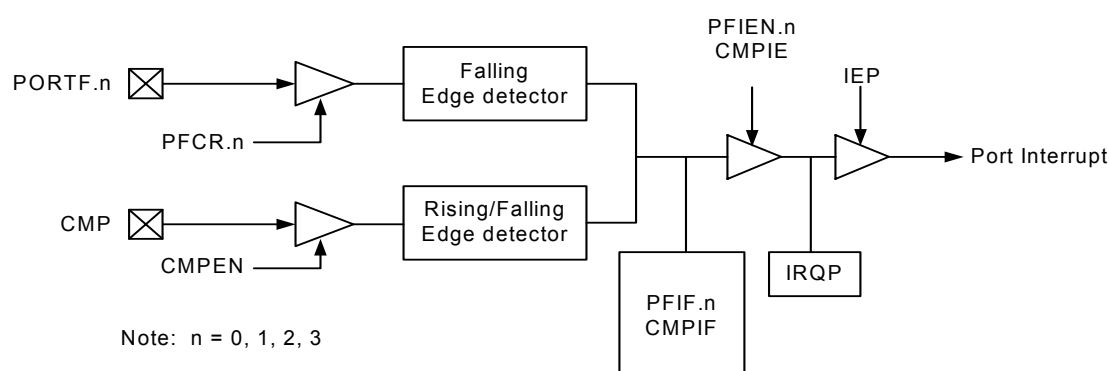 PORTF.n
PFCR.n
Falling
Edge detector
CMP
CMPEN
Rising/Falling
Edge detector
PFIEN.n
CMPIE
IEP
Port Interrupt
PFIF.n
CMPIF
IRQP
Note: n = 0, 1, 2, 3